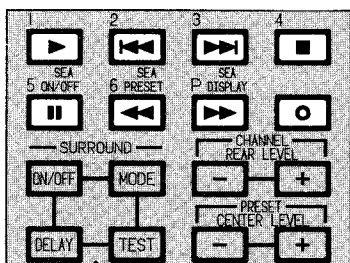 1 2 3 4
SEA SEA SEA
5 ON/OFF 6 PRESET P DISPLAY
SURROUND CHANNEL
REAR LEVEL
ON/OFF MODE - +
PRESET
CENTER LEVEL
DELAY TEST - +